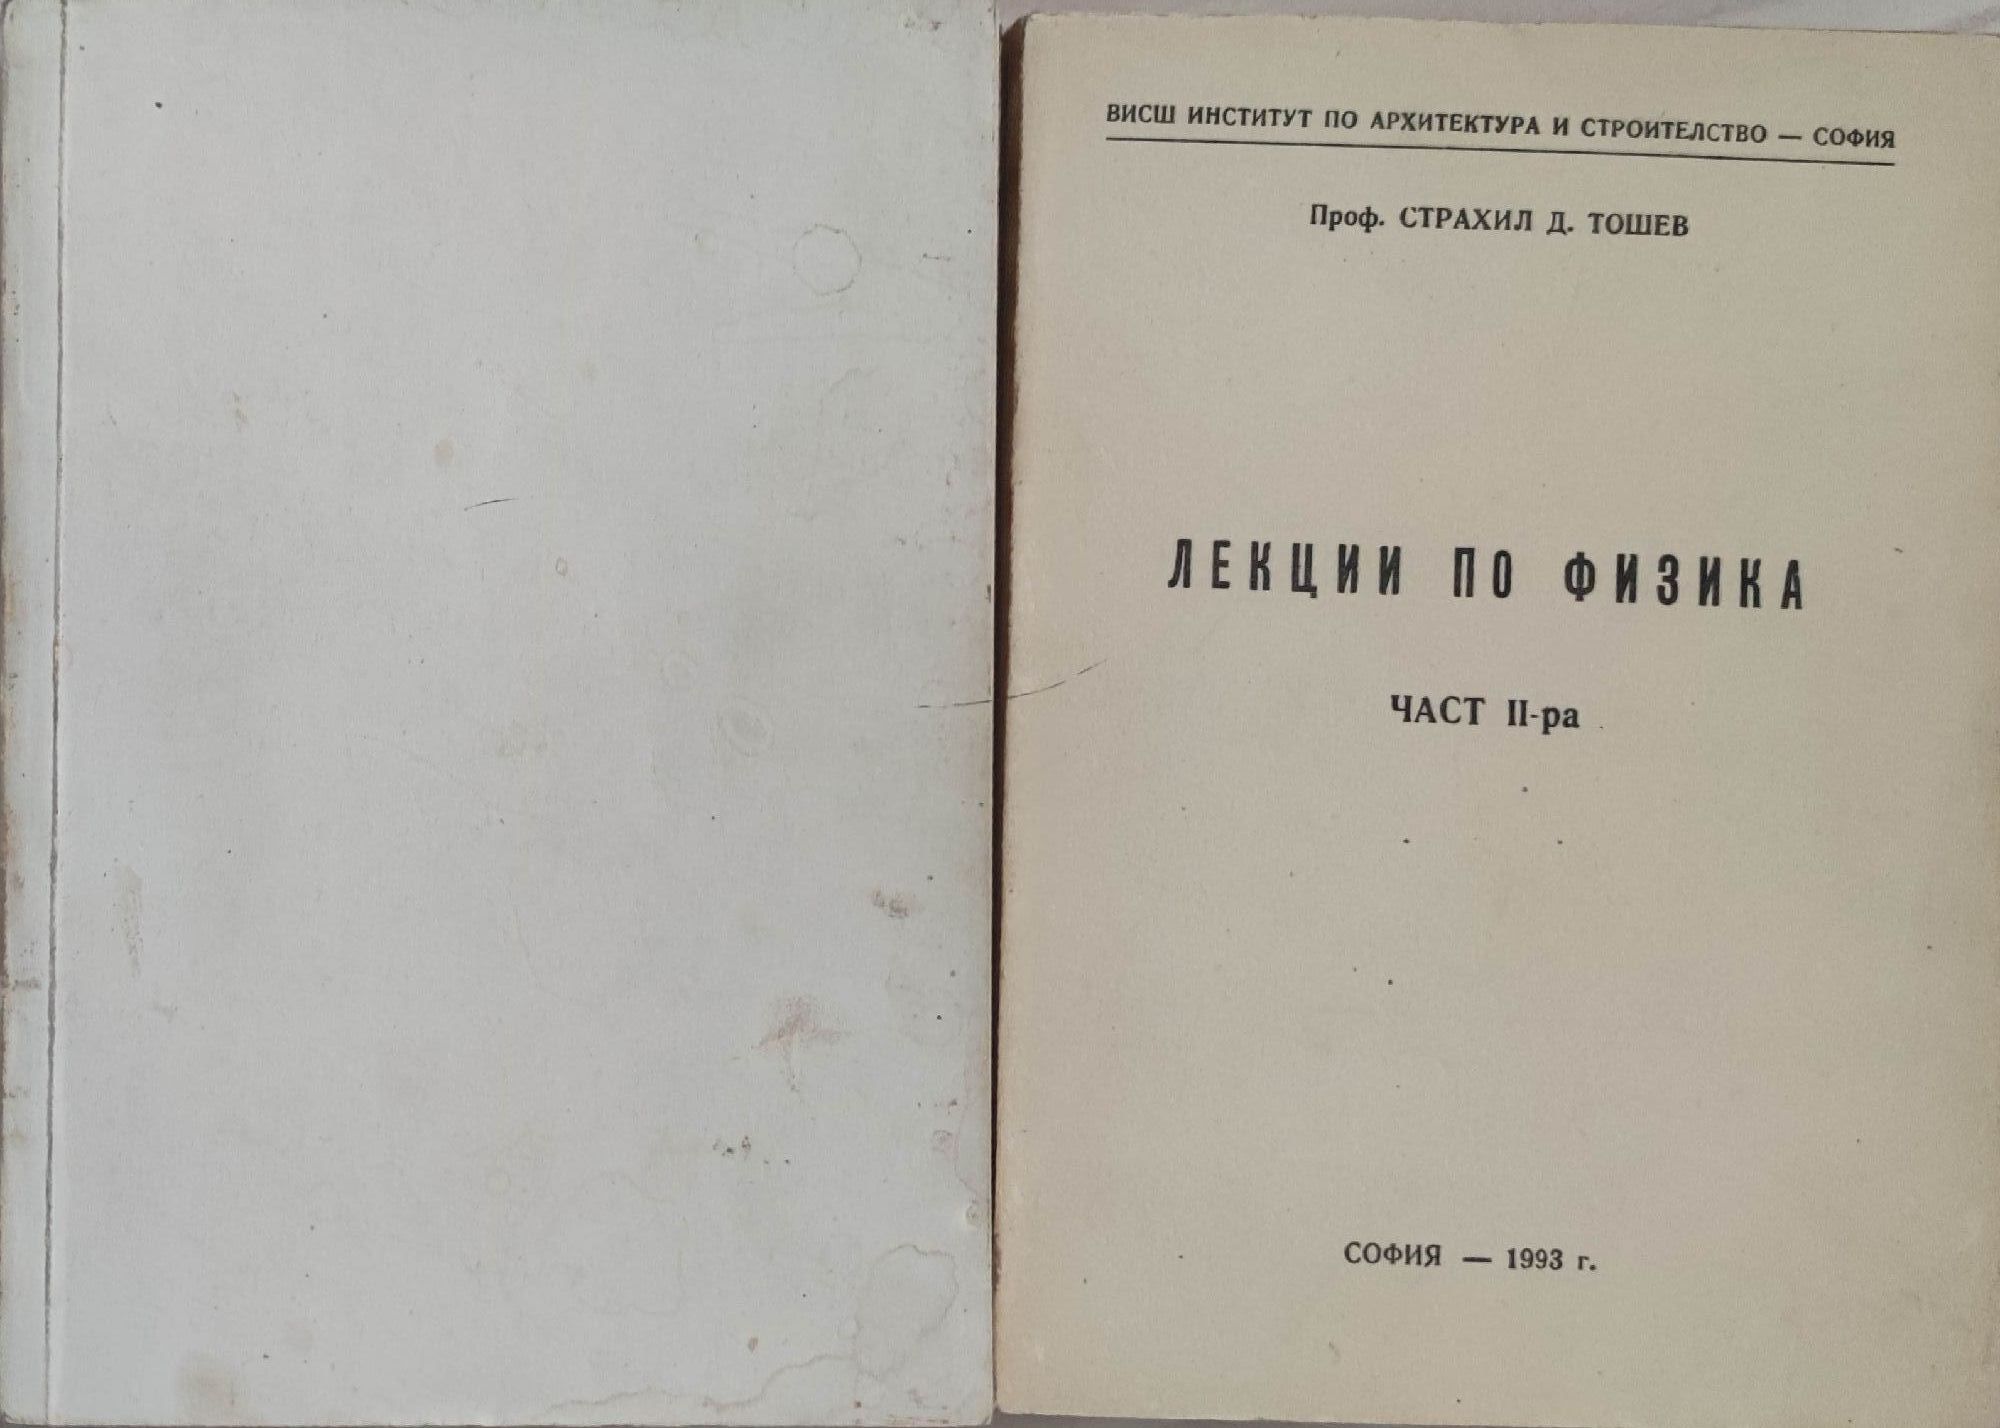 ВИСШ ИНСТИТУТ ПО АРХИТЕКТУРА И СТРОИТЕЛСТВО — СОФИЯ
Проф. СТРАХИЛ Д. ТОШЕВ
ЛЕКЦИИ ПО ФИЗИКА
ЧАСТ II-ра
СОФИЯ — 1993 г.